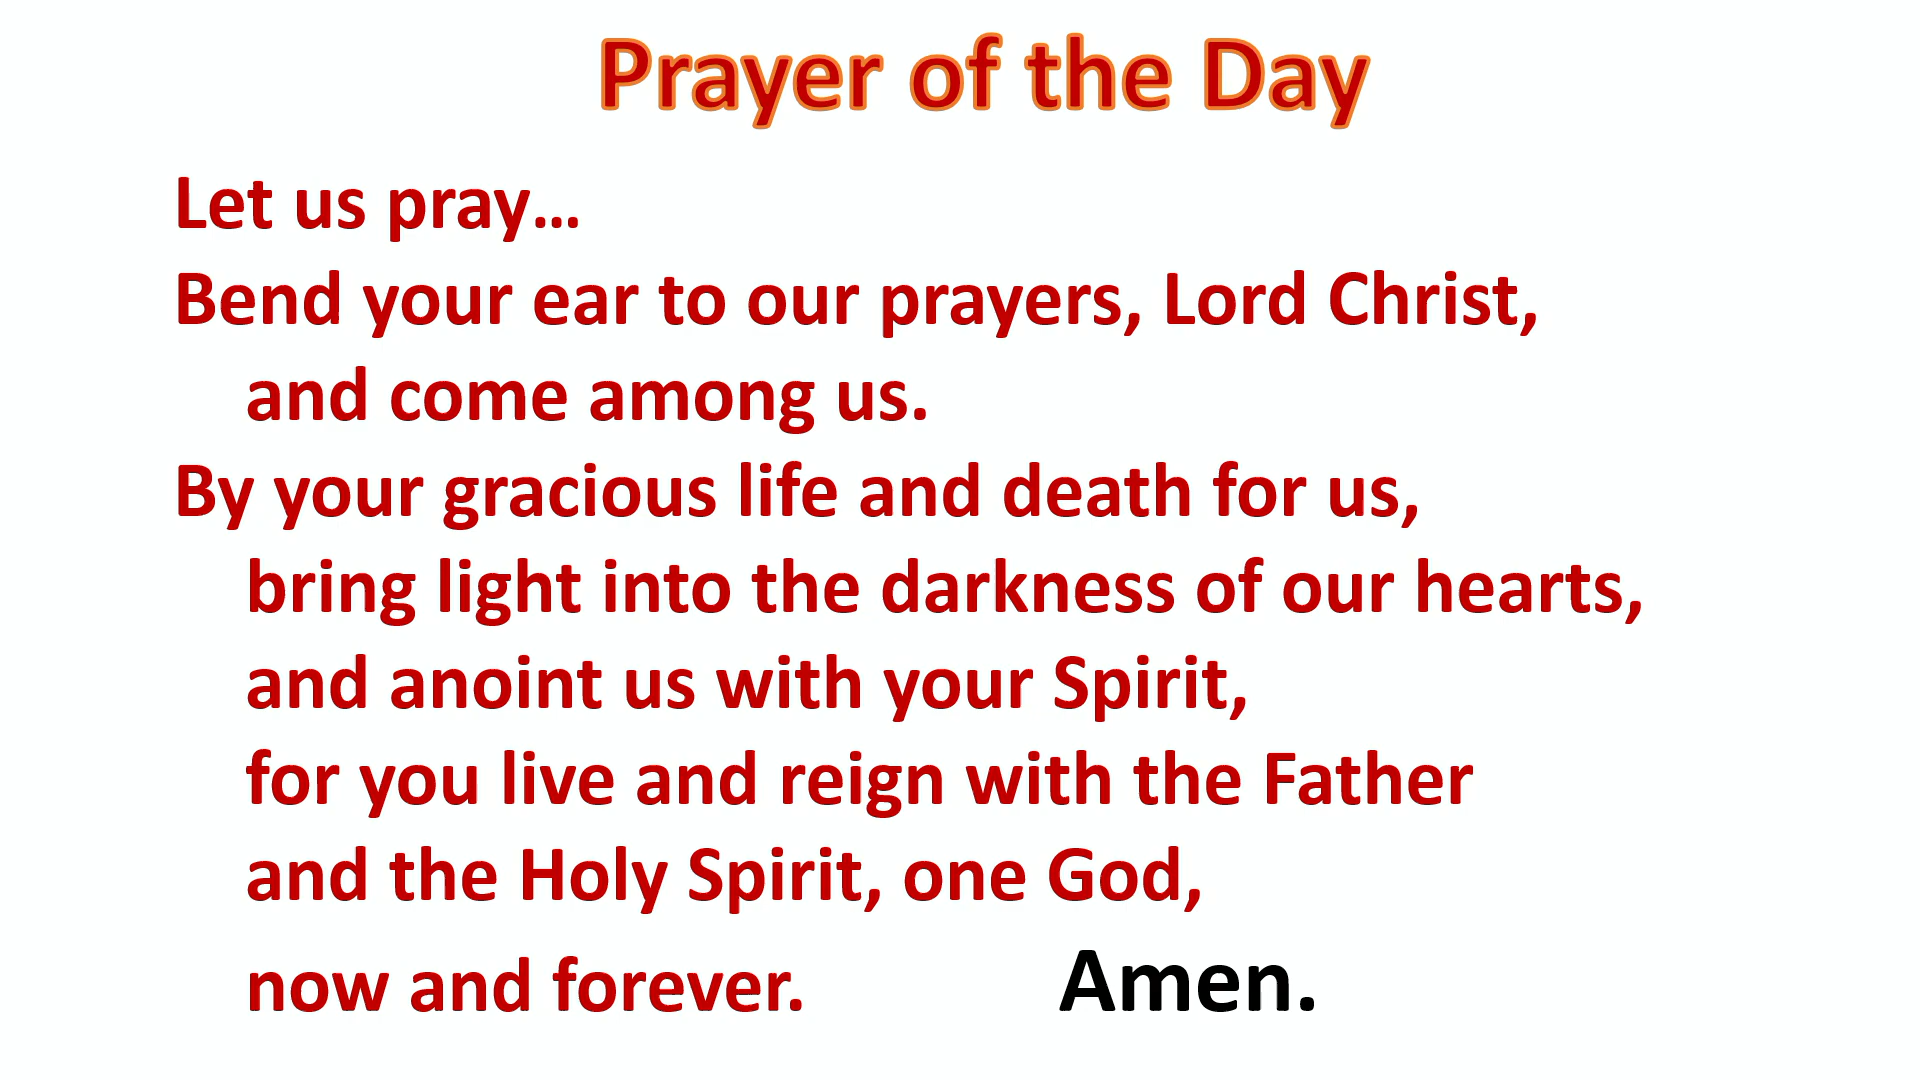 Prayer of the Day
Let us pray…
Bend your ear to our prayers, Lord Christ,
and come among us.
By your gracious life and death for us,
bring light into the darkness of our hearts,
and anoint us with your Spirit,
for you live and reign with the Father
and the Holy Spirit, one God,
now and forever. Amen.